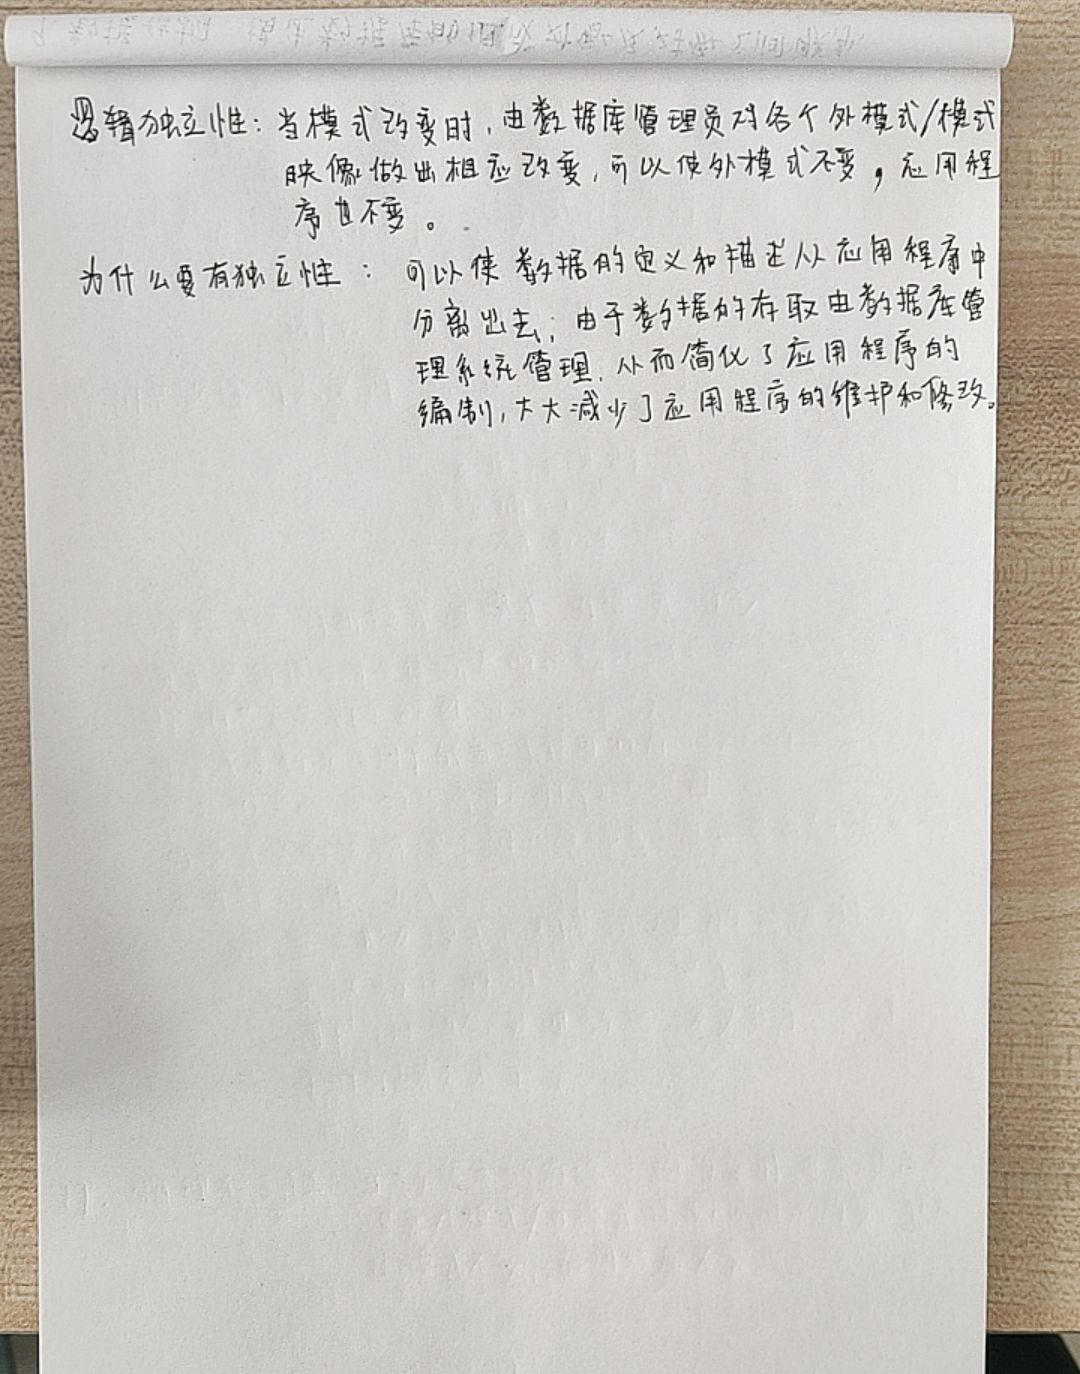 逻辑独立性：当模式改变时，由数据库管理员对各个外模式/模式
映像做出相应改变，可以使外模式不变，应用程
序也不变。
为什么要有独立性：可以使数据的定义和描述从应用程序中
分离出去；由于数据的存取由数据库管
理系统管理，从而简化了应用程序的
编制，大大减少了应用程序的维护和修改。